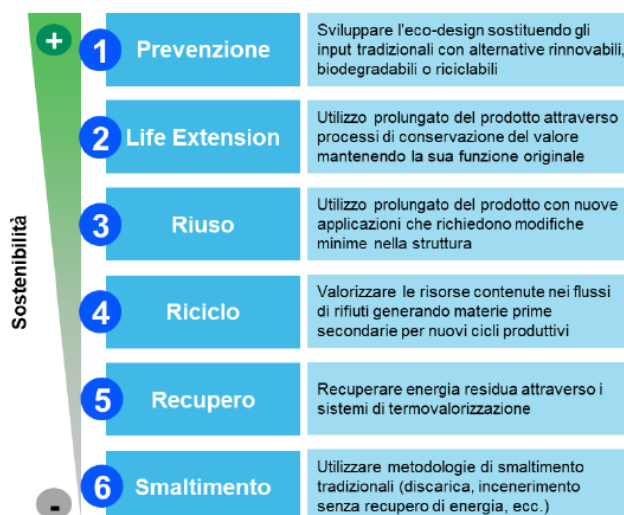 +
Sostenibilità
-
1
Prevenzione
Sviluppare l'eco-design sostituendo gli
input tradizionali con alternative rinnovabili,
biodegradabili o riciclabili
2
Life Extension
Utilizzo prolungato del prodotto attraverso
processi di conservazione del valore
mantenendo la sua funzione originale
3
Riuso
Utilizzo prolungato del prodotto con nuove
applicazioni che richiedono modifiche
minime nella struttura
4
Riciclo
Valorizzare le risorse contenute nei flussi
di rifiuti generando materie prime
secondarie per nuovi cicli produttivi
5
Recupero
Recuperare energia residua attraverso i
sistemi di termovalorizzazione
6
Smaltimento
Utilizzare metodologie di smaltimento
tradizionali (discarica, incenerimento
senza recupero di energia, ecc.)